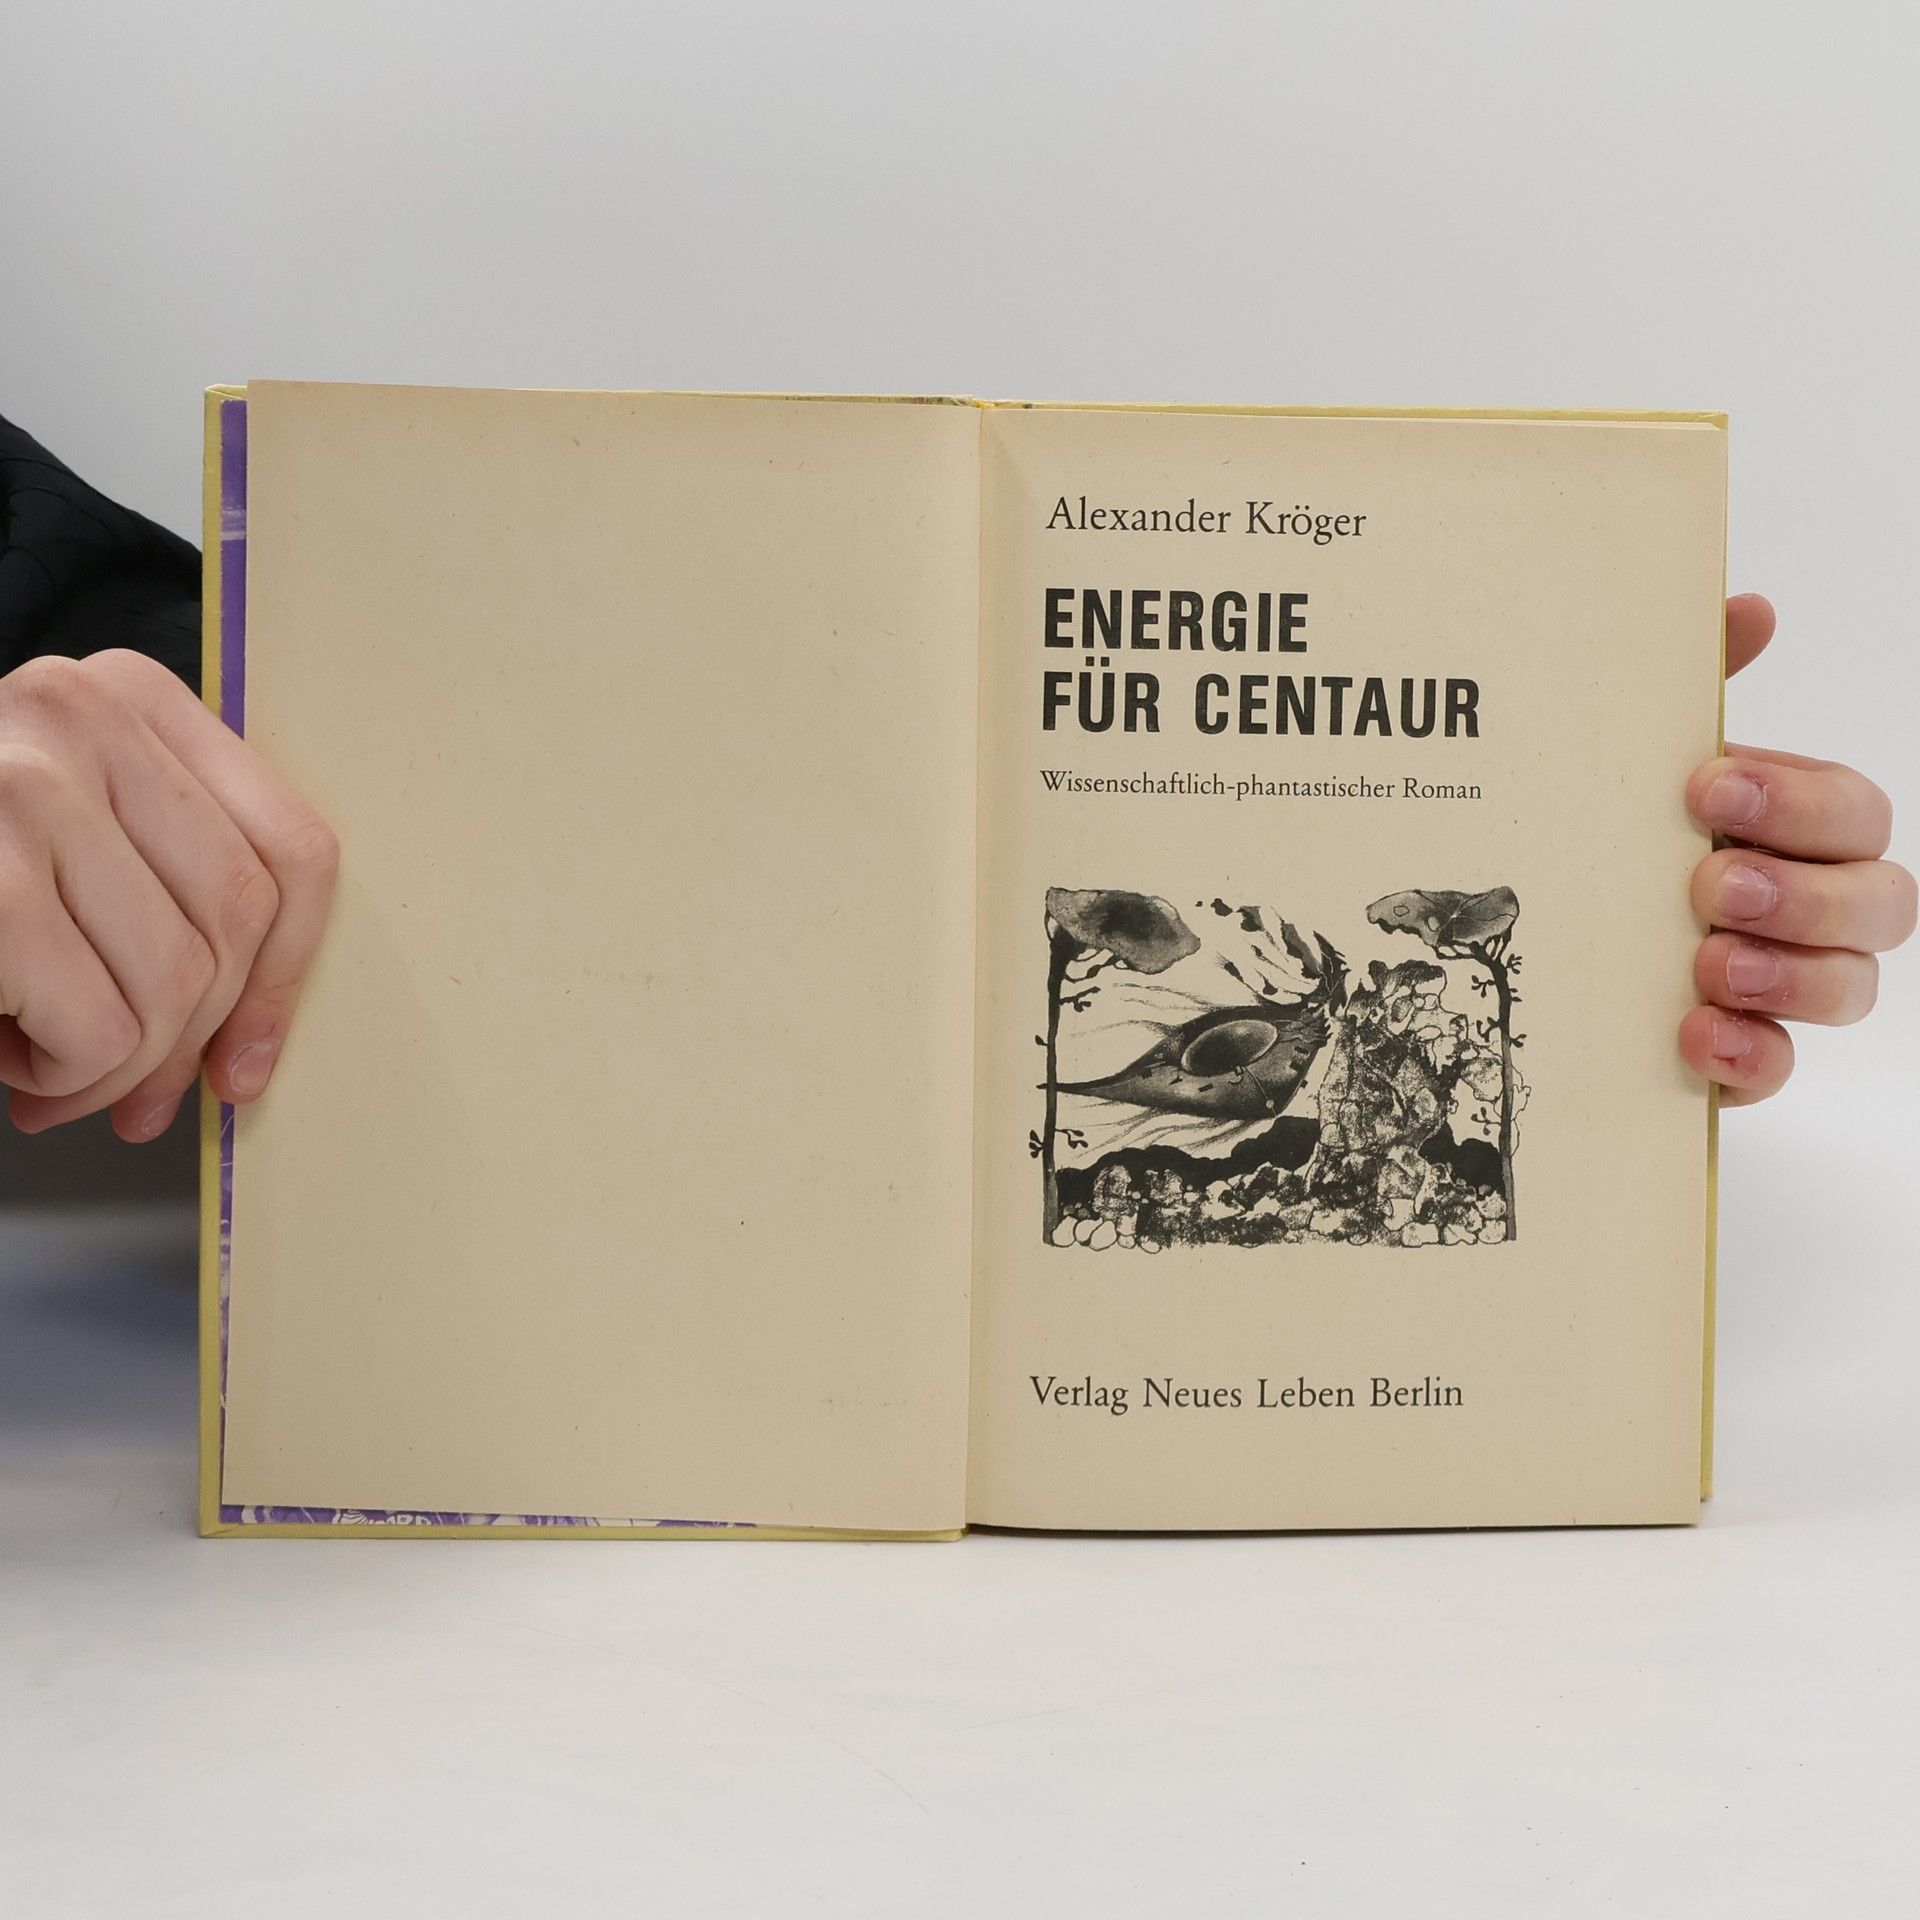 Alexander Kröger
ENERGIE
FÜR CENTAUR
Wissenschaftlich-phantastischer Roman
Verlag Neues Leben Berlin